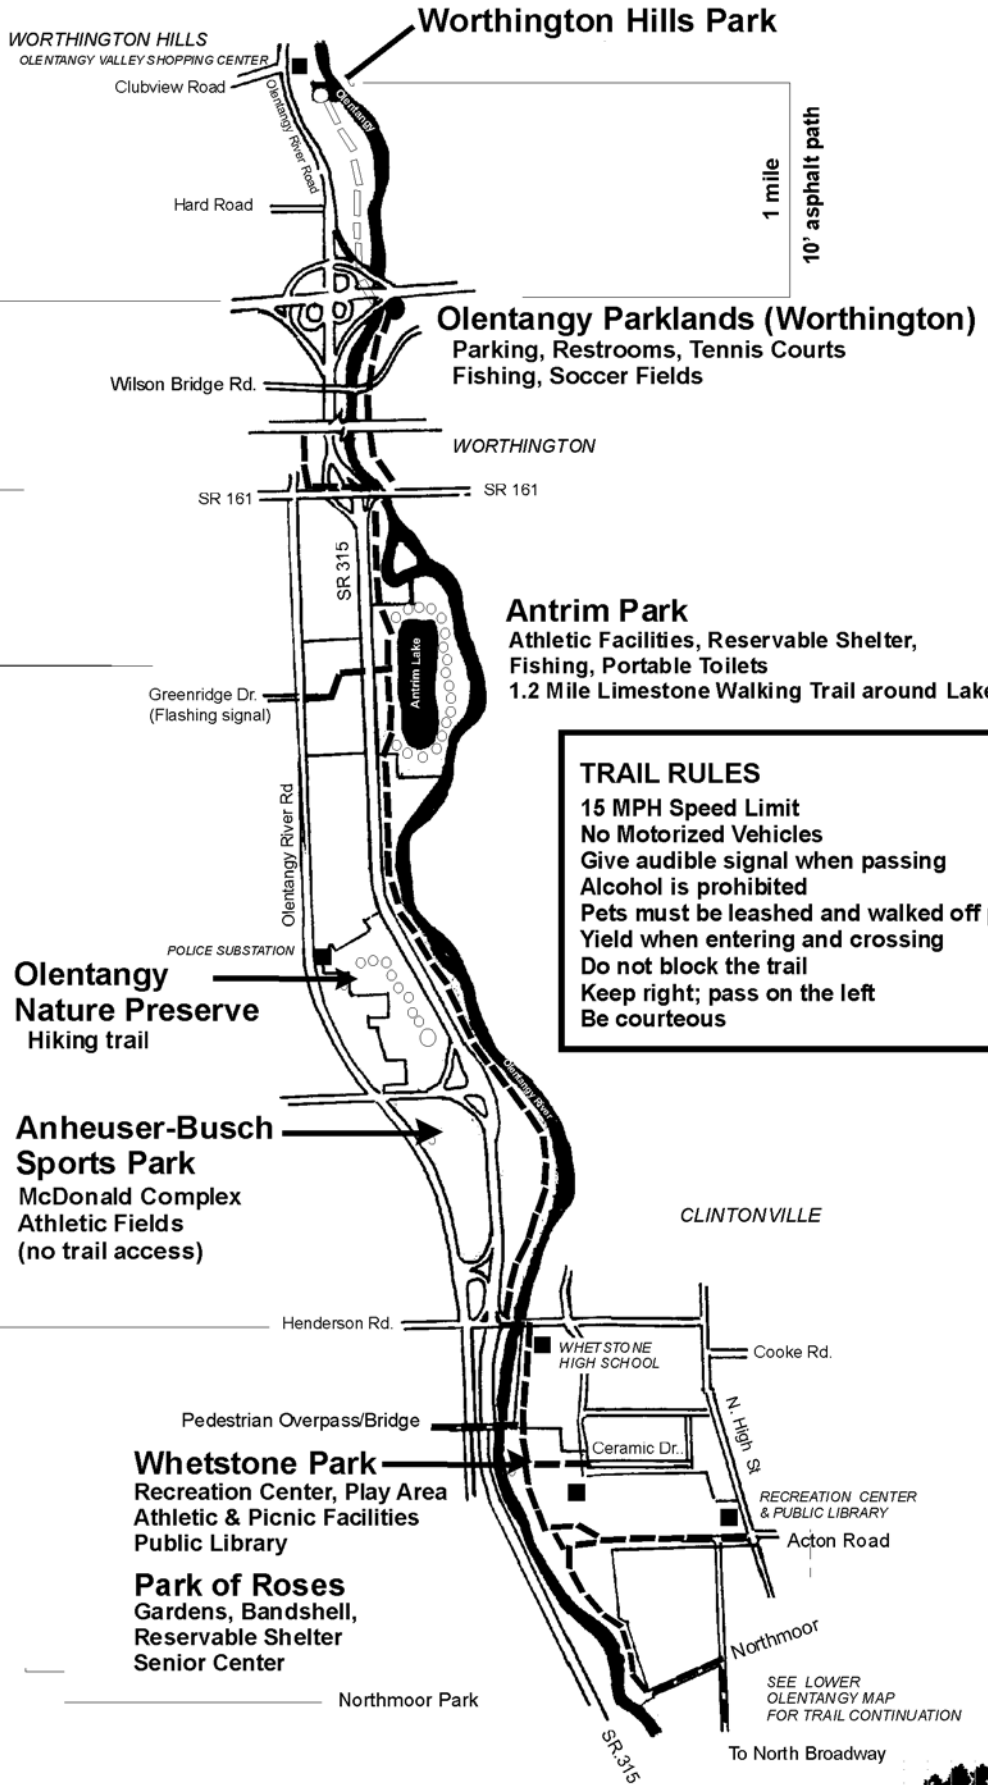 Worthington Hills Park
WORTHINGTON HILLS
OLENTANGY VALLEY SHOPPING CENTER
Clubview Road
Olentangy River Road
Olentangy
Hard Road
1 mile
10' asphalt path
Olentangy Parklands (Worthington)
Parking, Restrooms, Tennis Courts
Fishing, Soccer Fields
Wilson Bridge Rd.
WORTHINGTON
SR 161
SR 161
SR 315
Antrim Park
Athletic Facilities, Reservable Shelter,
Fishing, Portable Toilets
1.2 Mile Limestone Walking Trail around Lake
Antrim Lake
Greenridge Dr.
(Flashing signal)
Olentangy River Rd
TRAIL RULES
15 MPH Speed Limit
No Motorized Vehicles
Give audible signal when passing
Alcohol is prohibited
Pets must be leashed and walked off
Yield when entering and crossing
Do not block the trail
Keep right; pass on the left
Be courteous
POLICE SUBSTATION
Olentangy
Nature Preserve
Hiking trail
Olentangy River
Anheuser-Busch
Sports Park
McDonald Complex
Athletic Fields
(no trail access)
CLINTONVILLE
Henderson Rd.
WHETSTONE
HIGH SCHOOL
Cooke Rd.
N. High St
Pedestrian Overpass/Bridge
Ceramic Dr..
Whetstone Park
Recreation Center, Play Area
Athletic & Picnic Facilities
Public Library
RECREATION CENTER
& PUBLIC LIBRARY
Acton Road
Park of Roses
Gardens, Bandshell,
Reservable Shelter
Senior Center
Northmoor
Northmoor Park
SEE LOWER
OLENTANGY MAP
FOR TRAIL CONTINUATION
SR.315
To North Broadway